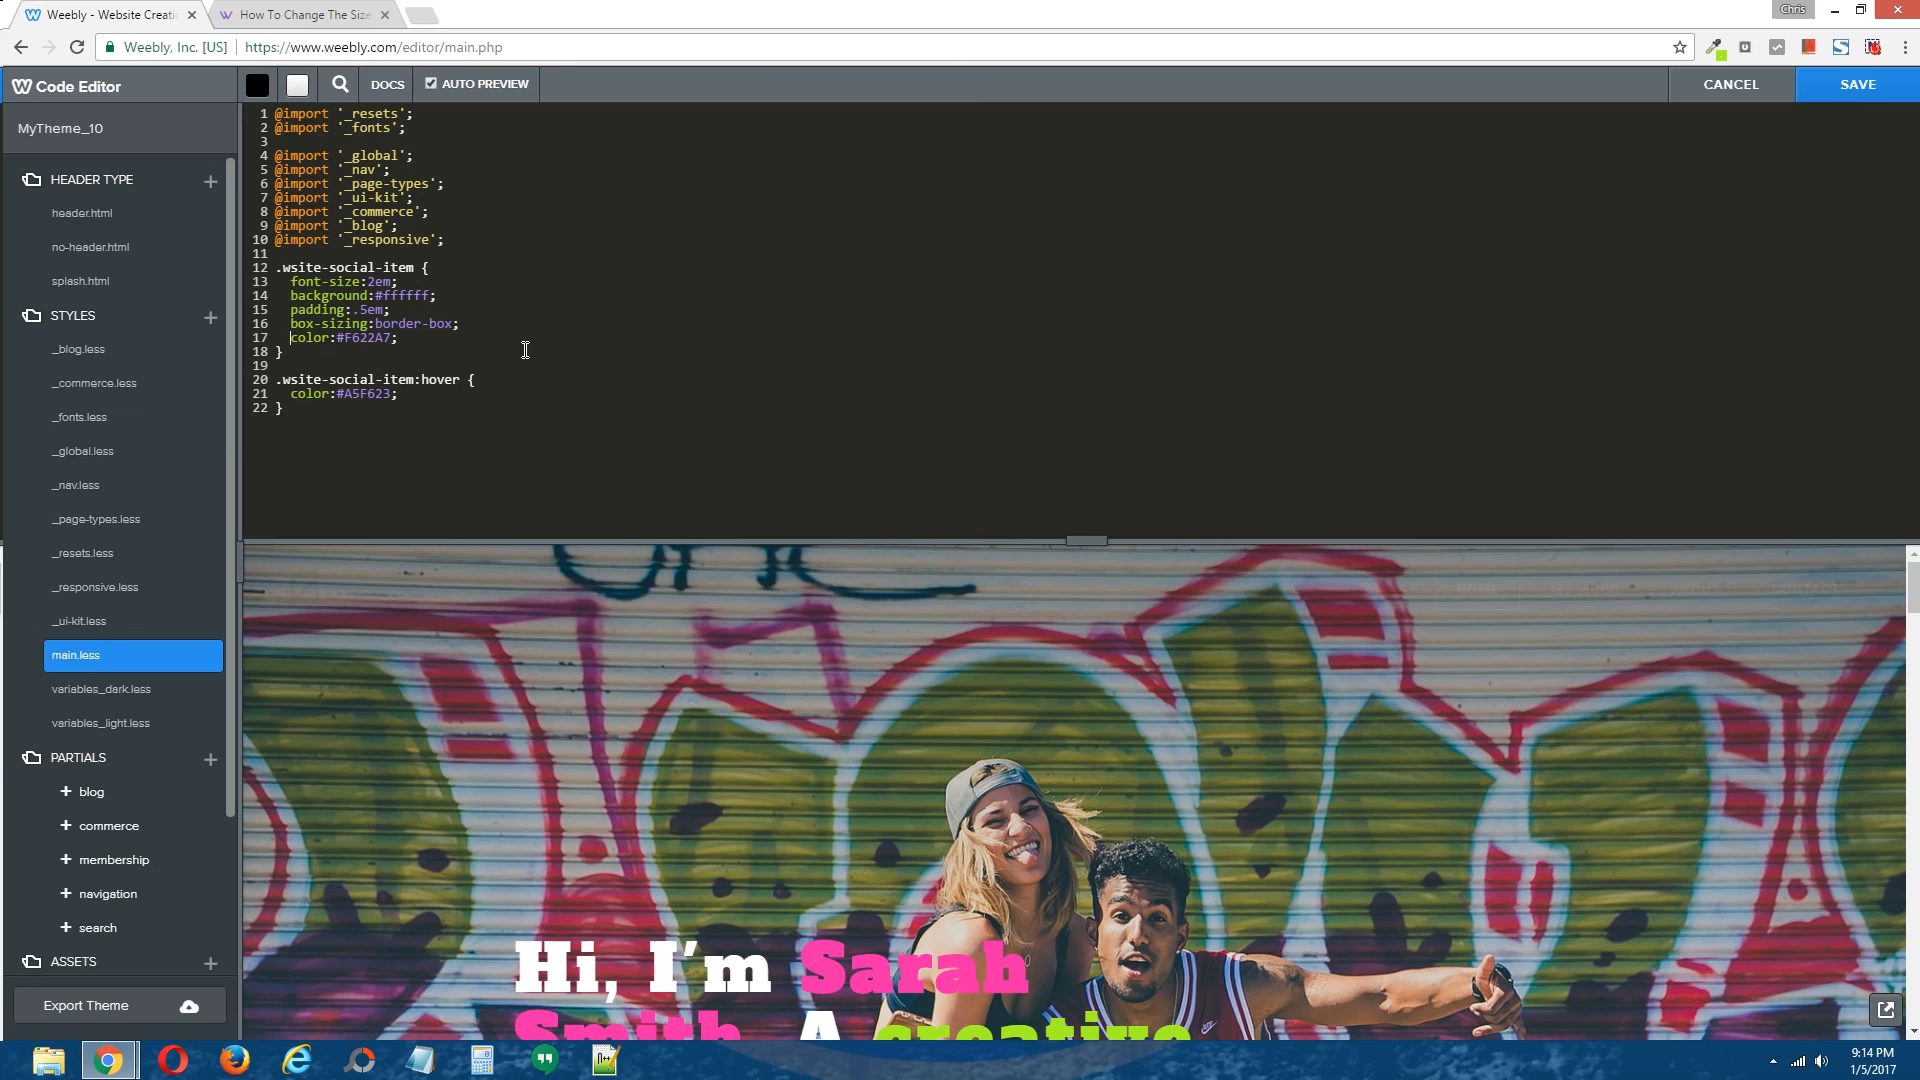 Weebly - Website Creatic
How To Change The Size
Chris
Weebly, Inc. [US]
https://www.weebly.com/editor/main.php
Code Editor
DOCS
AUTO PREVIEW
CANCEL
SAVE
MyTheme_10
HEADER TYPE
header.html
no-header.html
splash.html
STYLES
_blog.less
_commerce.less
_fonts.less
_global.less
_nav.less
_page-types.less
_resets.less
_responsive.less
_ui-kit.less
main.less
variables_dark.less
variables_light.less
PARTIALS
+ blog
+ commerce
+ membership
+ navigation
+ search
ASSETS
Export Theme
1 @import '_resets';
2 @import '_fonts';
3
4 @import '_global';
5 @import '_nav';
6 @import '_page-types';
7 @import '_ui-kit';
8 @import '_commerce';
9 @import '_blog';
10 @import '_responsive';
11
12 .wsite-social-item {
13 font-size:2em;
14 background:#ffffff;
15 padding:.5em;
16 box-sizing:border-box;
17 color:#F622A7;
18 }
19
20 .wsite-social-item:hover {
21 color:#A5F623;
22 }
Hi, I'm Sarah
Smith. A creative
9:14 PM
1/5/2017